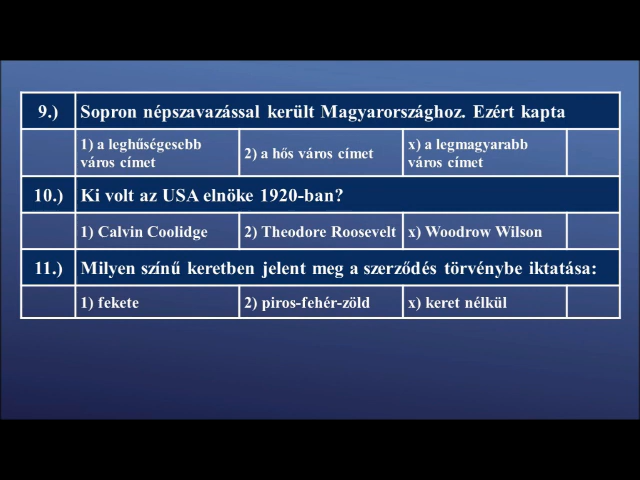 9.) Sopron népszavazással került Magyarországhoz. Ezért kapta
1) a leghűségesebb város címet 2) a hős város címet x) a legmagyarabb város címet
10.) Ki volt az USA elnöke 1920-ban?
1) Calvin Coolidge 2) Theodore Roosevelt x) Woodrow Wilson
11.) Milyen színű keretben jelent meg a szerződés törvénybe iktatása:
1) fekete 2) piros-fehér-zöld x) keret nélkül